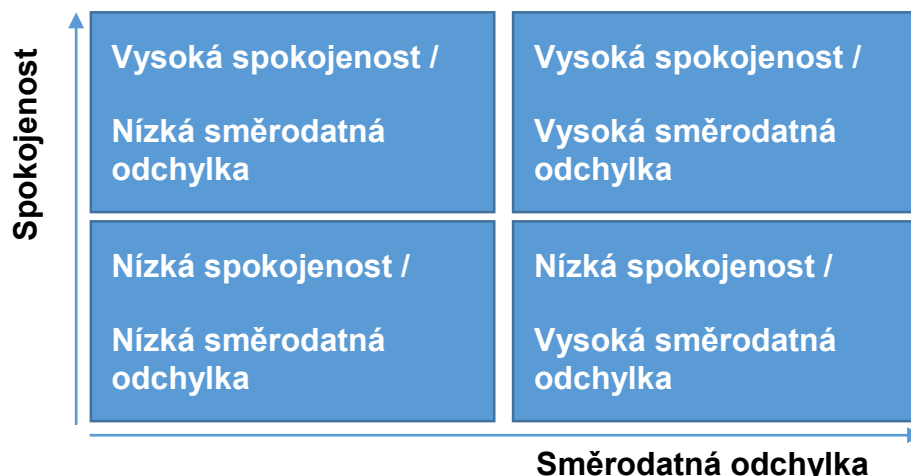 Spokojenost
Vysoká spokojenost /
Nízká směrodatná
odchylka
Vysoká spokojenost /
Vysoká směrodatná
odchylka
Nízká spokojenost /
Nízká směrodatná
odchylka
Nízká spokojenost /
Vysoká směrodatná
odchylka
Směrodatná odchylka